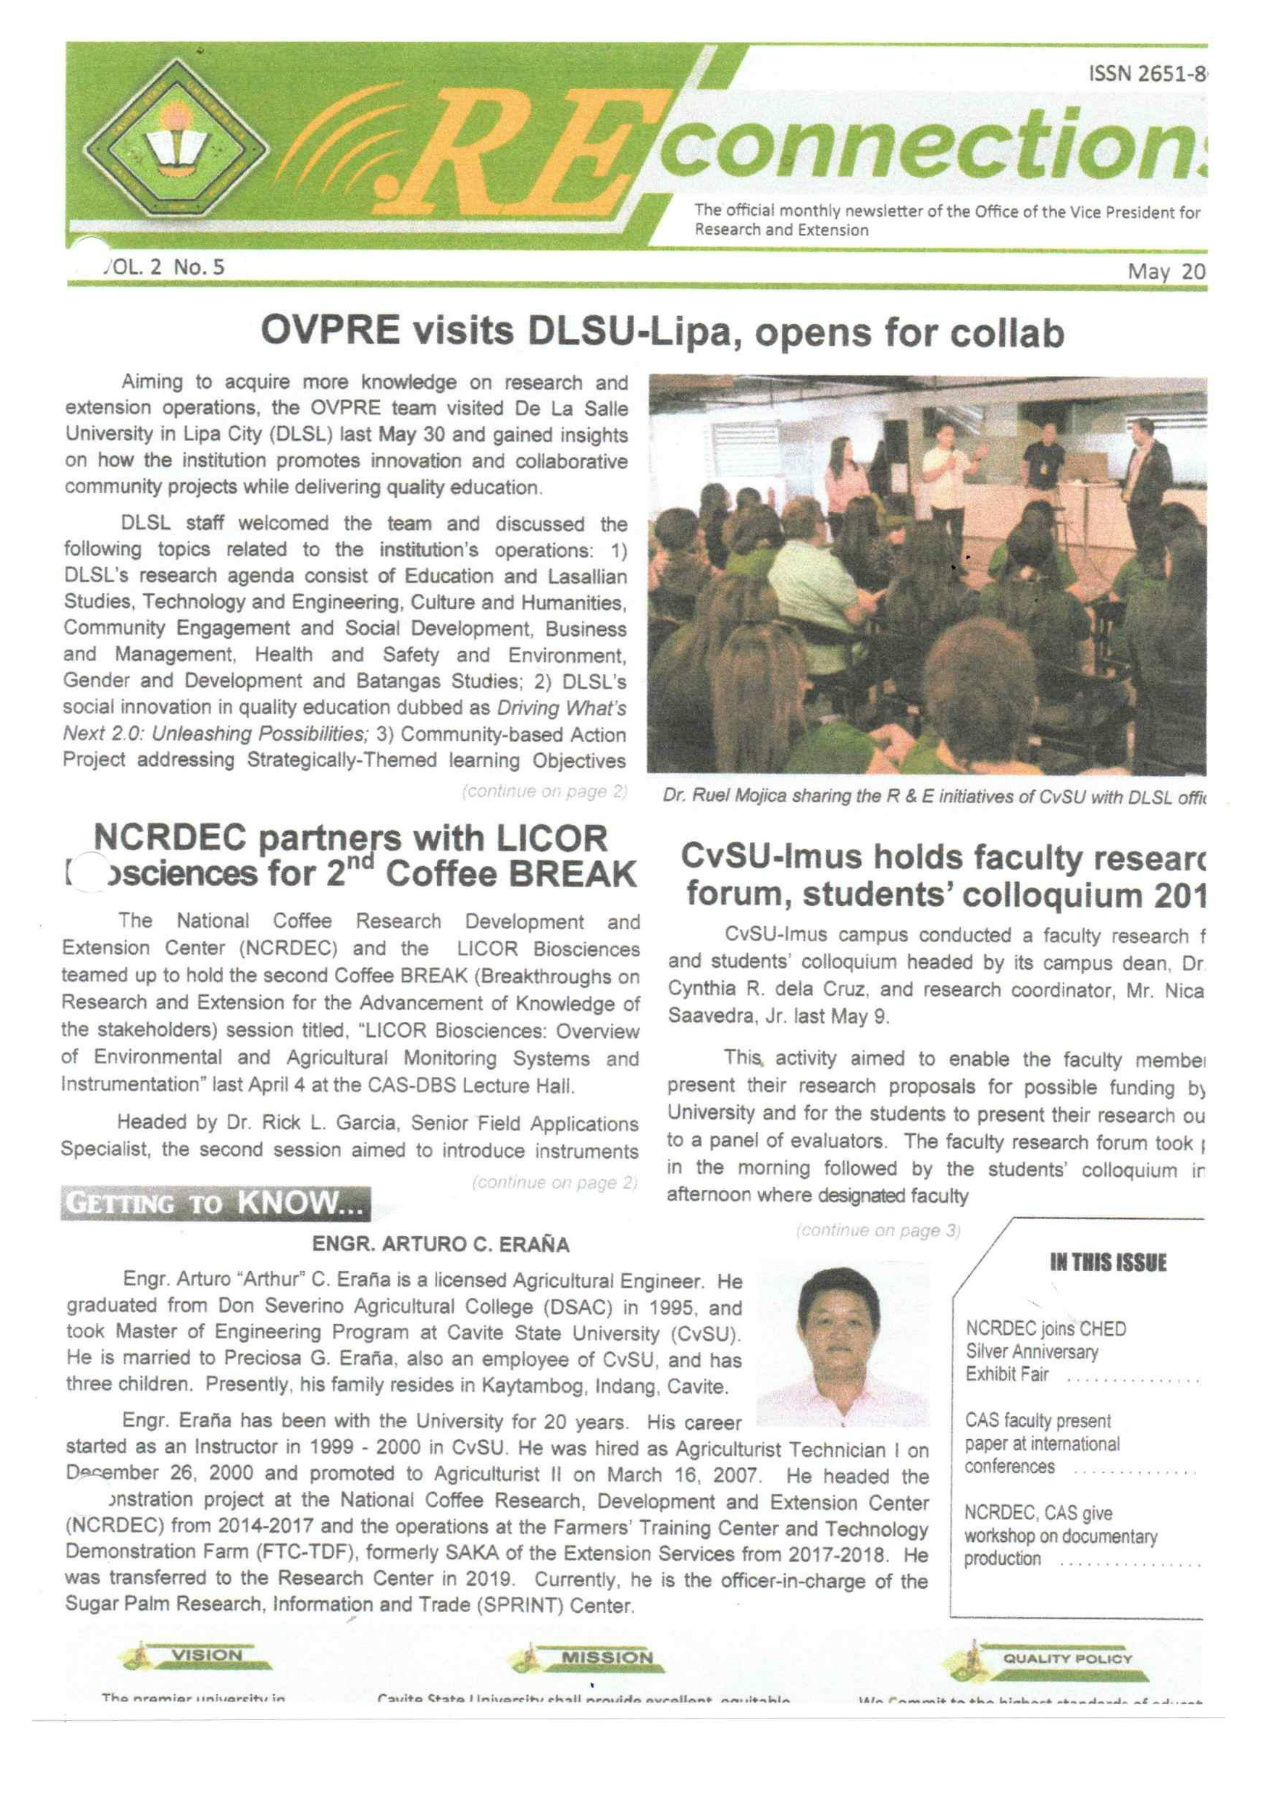 ISSN 2651-8
REconnections
The official monthly newsletter of the Office of the Vice President for
Research and Extension
OL. 2 No. 5
May 20
OVPRE visits DLSU-Lipa, opens for collab
Aiming to acquire more knowledge on research and
extension operations, the OVPRE team visited De La Salle
University in Lipa City (DLSL) last May 30 and gained insights
on how the institution promotes innovation and collaborative
community projects while delivering quality education.
DLSL staff welcomed the team and discussed the
following topics related to the institution's operations: 1)
DLSL's research agenda consist of Education and Lasallian
Studies, Technology and Engineering, Culture and Humanities,
Community Engagement and Social Development, Business
and Management, Health and Safety and Environment,
Gender and Development and Batangas Studies; 2) DLSL's
social innovation in quality education dubbed as Driving What's
Next 2.0: Unleashing Possibilities; 3) Community-based Action
Project addressing Strategically-Themed learning Objectives
(continue on page 2)
Dr. Ruel Mojica sharing the R & E initiatives of CvSU with DLSL offic
NCRDEC partners with LICOR
osciences for 2nd Coffee BREAK
The National Coffee Research Development and
Extension Center (NCRDEC) and the LICOR Biosciences
teamed up to hold the second Coffee BREAK (Breakthroughs on
Research and Extension for the Advancement of Knowledge of
the stakeholders) session titled, "LICOR Biosciences: Overview
of Environmental and Agricultural Monitoring Systems and
Instrumentation" last April 4 at the CAS-DBS Lecture Hall.
Headed by Dr. Rick L. Garcia, Senior Field Applications
Specialist, the second session aimed to introduce instruments
(continue on page 2)
CvSU-Imus holds faculty researc
forum, students' colloquium 201
CvSU-Imus campus conducted a faculty research f
and students' colloquium headed by its campus dean, Dr.
Cynthia R. dela Cruz, and research coordinator, Mr. Nica
Saavedra, Jr. last May 9.
This activity aimed to enable the faculty member
present their research proposals for possible funding by
University and for the students to present their research ou
to a panel of evaluators. The faculty research forum took p
in the morning followed by the students' colloquium in
afternoon where designated faculty
(continue on page 3)
GETTING TO KNOW...
ENGR. ARTURO C. ERAÑA
Engr. Arturo "Arthur" C. Eraña is a licensed Agricultural Engineer. He
graduated from Don Severino Agricultural College (DSAC) in 1995, and
took Master of Engineering Program at Cavite State University (CvSU).
He is married to Preciosa G. Eraña, also an employee of CvSU, and has
three children. Presently, his family resides in Kaytambog, Indang, Cavite.
Engr. Eraña has been with the University for 20 years. His career
started as an Instructor in 1999 - 2000 in CvSU. He was hired as Agriculturist Technician I on
December 26, 2000 and promoted to Agriculturist II on March 16, 2007. He headed the
onstration project at the National Coffee Research, Development and Extension Center
(NCRDEC) from 2014-2017 and the operations at the Farmers' Training Center and Technology
Demonstration Farm (FTC-TDF), formerly SAKA of the Extension Services from 2017-2018. He
was transferred to the Research Center in 2019. Currently, he is the officer-in-charge of the
Sugar Palm Research, Information and Trade (SPRINT) Center.
IN THIS ISSUE
NCRDEC joins CHED
Silver Anniversary
Exhibit Fair ...............
CAS faculty present
paper at international
conferences ..............
NCRDEC, CAS give
workshop on documentary
production ................
VISION
MISSION
QUALITY POLICY
The premier university in
Cavite State University shall provide excellent, equitable
We Commit to the highest standards of educat